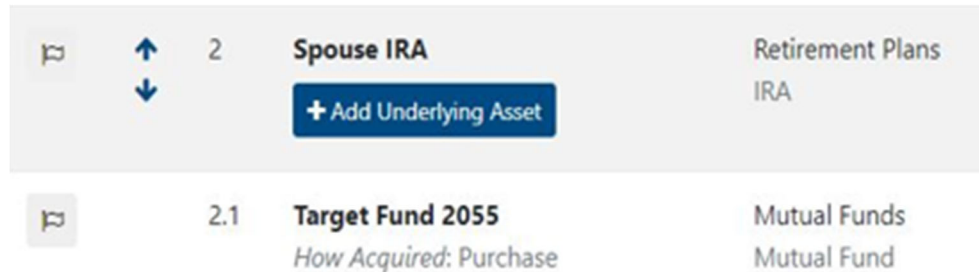 2 Spouse IRA Retirement Plans
+ Add Underlying Asset IRA
2.1 Target Fund 2055 Mutual Funds
How Acquired: Purchase Mutual Fund